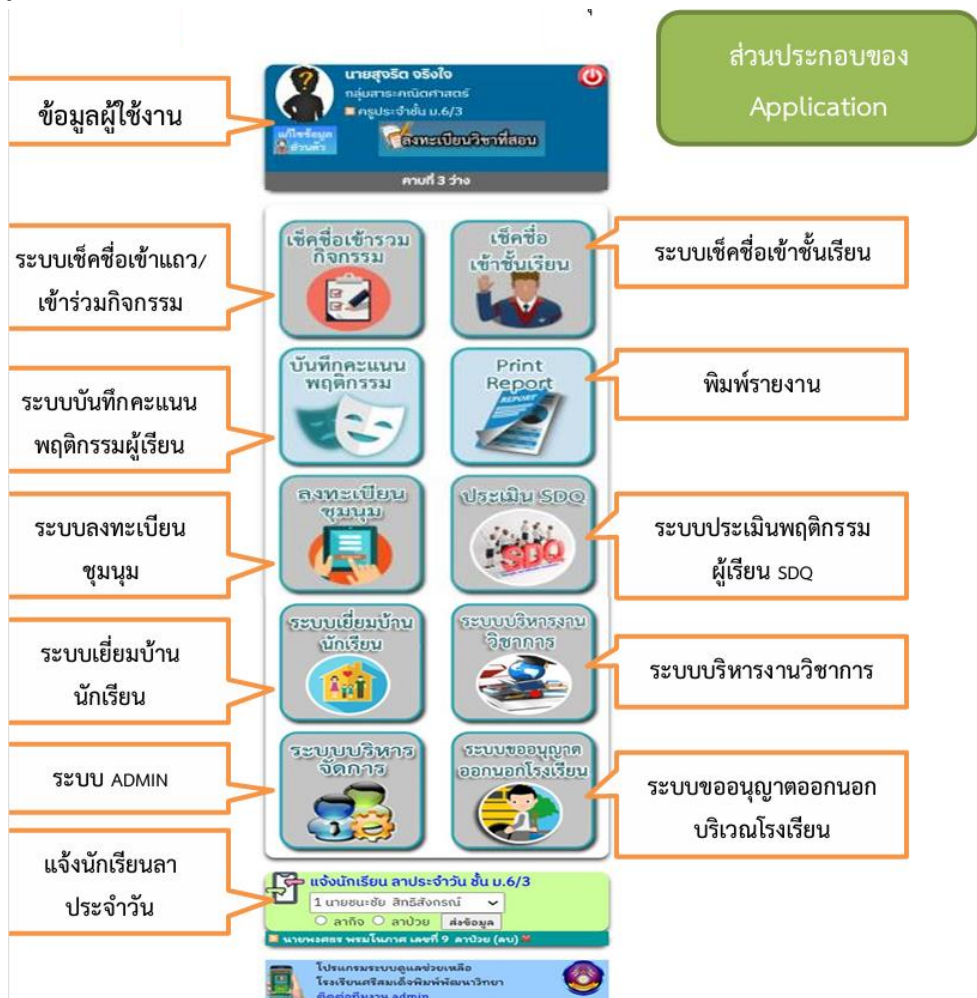 ส่วนประกอบของ
Application
ข้อมูลผู้ใช้งาน
นายสุจริต จริงใจ
กลุ่มสาระคณิตศาสตร์
ครูประจำชั้น ม.6/3
แก้ไขข้อมูล
ส่วนตัว
ลงทะเบียนวิชาที่สอน
คาบที่ 3 ว่าง
ระบบเช็คชื่อเข้าแถว/
เข้าร่วมกิจกรรม
เช็คชื่อเข้ารวม
กิจกรรม
เช็คชื่อ
เข้าชั้นเรียน
ระบบเช็คชื่อเข้าชั้นเรียน
ระบบบันทึกคะแนน
พฤติกรรมผู้เรียน
บันทึกคะแนน
พฤติกรรม
Print
Report
REPORT
พิมพ์รายงาน
ระบบลงทะเบียน
ชุมนุม
ลงทะเบียน
ชุมนุม
ประเมิน SDQ
SDQ
ระบบประเมินพฤติกรรม
ผู้เรียน SDQ
ระบบเยี่ยมบ้าน
นักเรียน
ระบบเยี่ยมบ้าน
นักเรียน
ระบบบริหารงาน
วิชาการ
ระบบบริหารงานวิชาการ
ระบบ ADMIN
ระบบบริหาร
จัดการ
ระบบขออนุญาต
ออกนอกโรงเรียน
ระบบขออนุญาตออกนอก
บริเวณโรงเรียน
แจ้งนักเรียนลา
ประจำวัน
แจ้งนักเรียน ลาประจำวัน ชั้น ม.6/3
1 นายชนะชัย สิทธิสังกรณ์
ลากิจ ลาป่วย ส่งข้อมูล
นายพงศธร พรมโนภาศ เลขที่ 9 ลาป่วย (ลบ)
โปรแกรมระบบดูแลช่วยเหลือ
โรงเรียนศรีสมเด็จพิมพ์พัฒนาวิทยา
ติดต่อทีมงาน admin